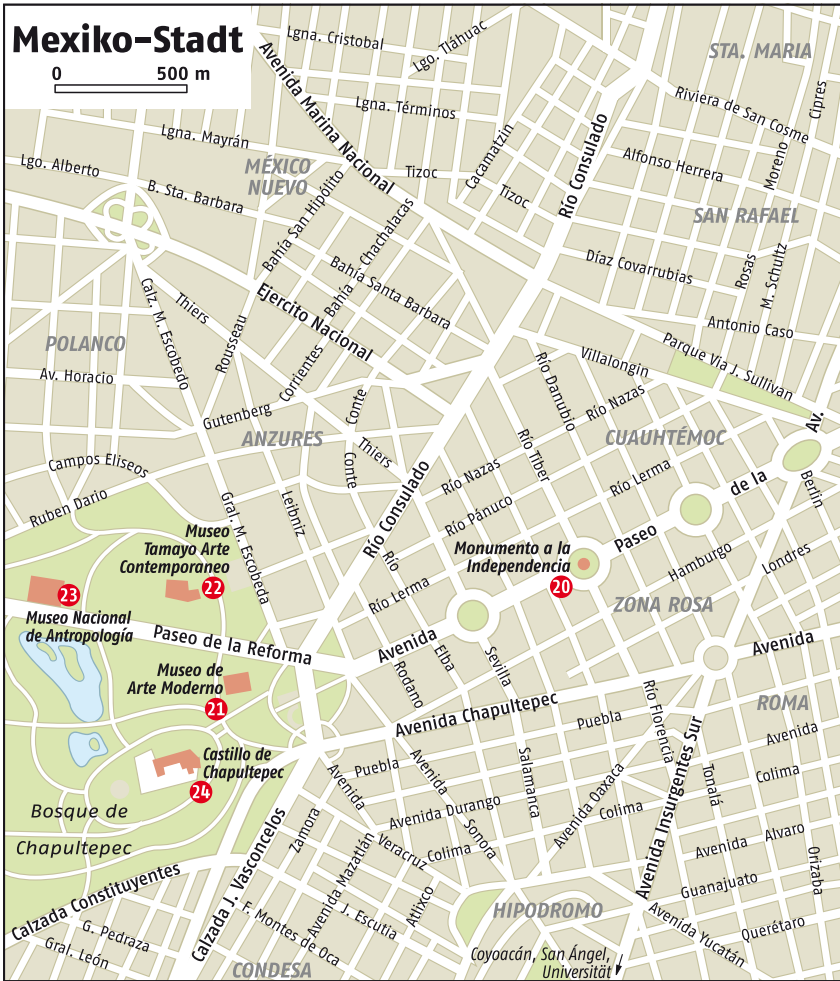 Mexiko-Stadt
0 500 m
Lgna. Cristobal
Lgo. Tláhuac
STA. MARIA
Avenida Marina Nacional
Lgna. Términos
Riviera de San Cosme
Cipres
Lgna. Mayrán
Cacamatzin
Río Consulado
Alfonso Herrera
Moreno
Lgo. Alberto
MÉXICO
NUEVO
Tizoc
Tizoc
B. Sta. Barbara
Bahía San Hipólito
Chachalacas
Bahía
SAN RAFAEL
Díaz Covarrubias
Rosas
M. Schultz
Bahía Santa Barbara
Calz. M. Escobedo
Thiers
Ejercito Nacional
Antonio Caso
POLANCO
Rousseau
Corrientes
Villalongin
Parque Via J. Sullivan
Av. Horacio
Río Danubio
Río Nazas
Gutenberg
Conte
ANZURES
CUAUHTÉMOC
Av.
Thiers
Conte
Río Tiber
Campos Eliseos
Río Nazas
Río Lerma
de la
Berlin
Ruben Dario
Gral. M. Escobeda
Leibniz
Río Consulado
Río Pánuco
Museo
Tamayo Arte
Contemporaneo
22
Monumento a la
Independencia
20
Paseo
Río
Río Lerma
Hamburgo
Londres
23
Museo Nacional
de Antropología
ZONA ROSA
Paseo de la Reforma
Avenida
Avenida
Elba
Rodano
Sevilla
Museo de
Arte Moderno
21
Río Florencia
ROMA
Avenida Chapultepec
Puebla
Avenida
Castillo de
Chapultepec
24
Puebla
Avenida
Avenida
Salamanca
Avenida Oaxaca
Avenida Insurgentes Sur
Tonalá
Colima
Bosque de
Chapultepec
Avenida Durango
Colima
Zamora
Veracruz
Colima
Sonora
Avenida Alvaro
Orizaba
Calzada Constituyentes
Calzada J. Vasconcelos
Avenida Mazatlán
Atlixco
Guanajuato
F. Montes de Oca
J. Escutia
HIPODROMO
Avenida Yucatán
Querétaro
G. Pedraza
Gral. León
CONDESA
Coyoacán, San Ángel,
Universität